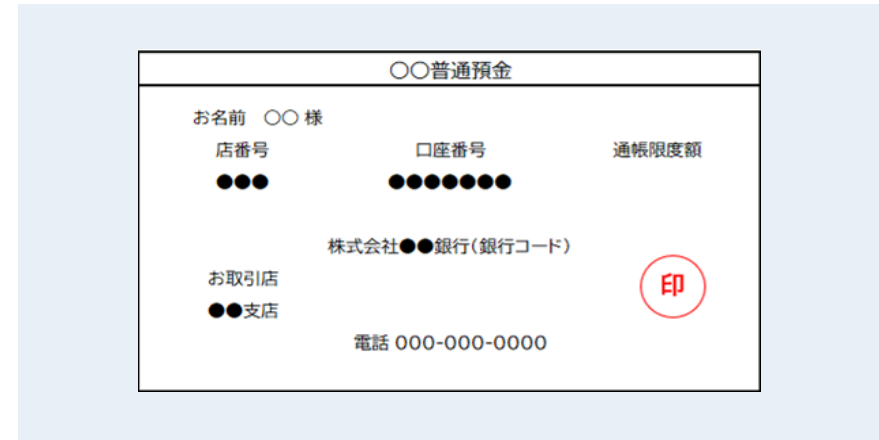 〇〇普通預金
お名前　〇〇 様
店番号　口座番号　通帳限度額
●●●　●●●●●●●
株式会社●●銀行（銀行コード）
お取引店
印
●●支店
電話 000-000-0000